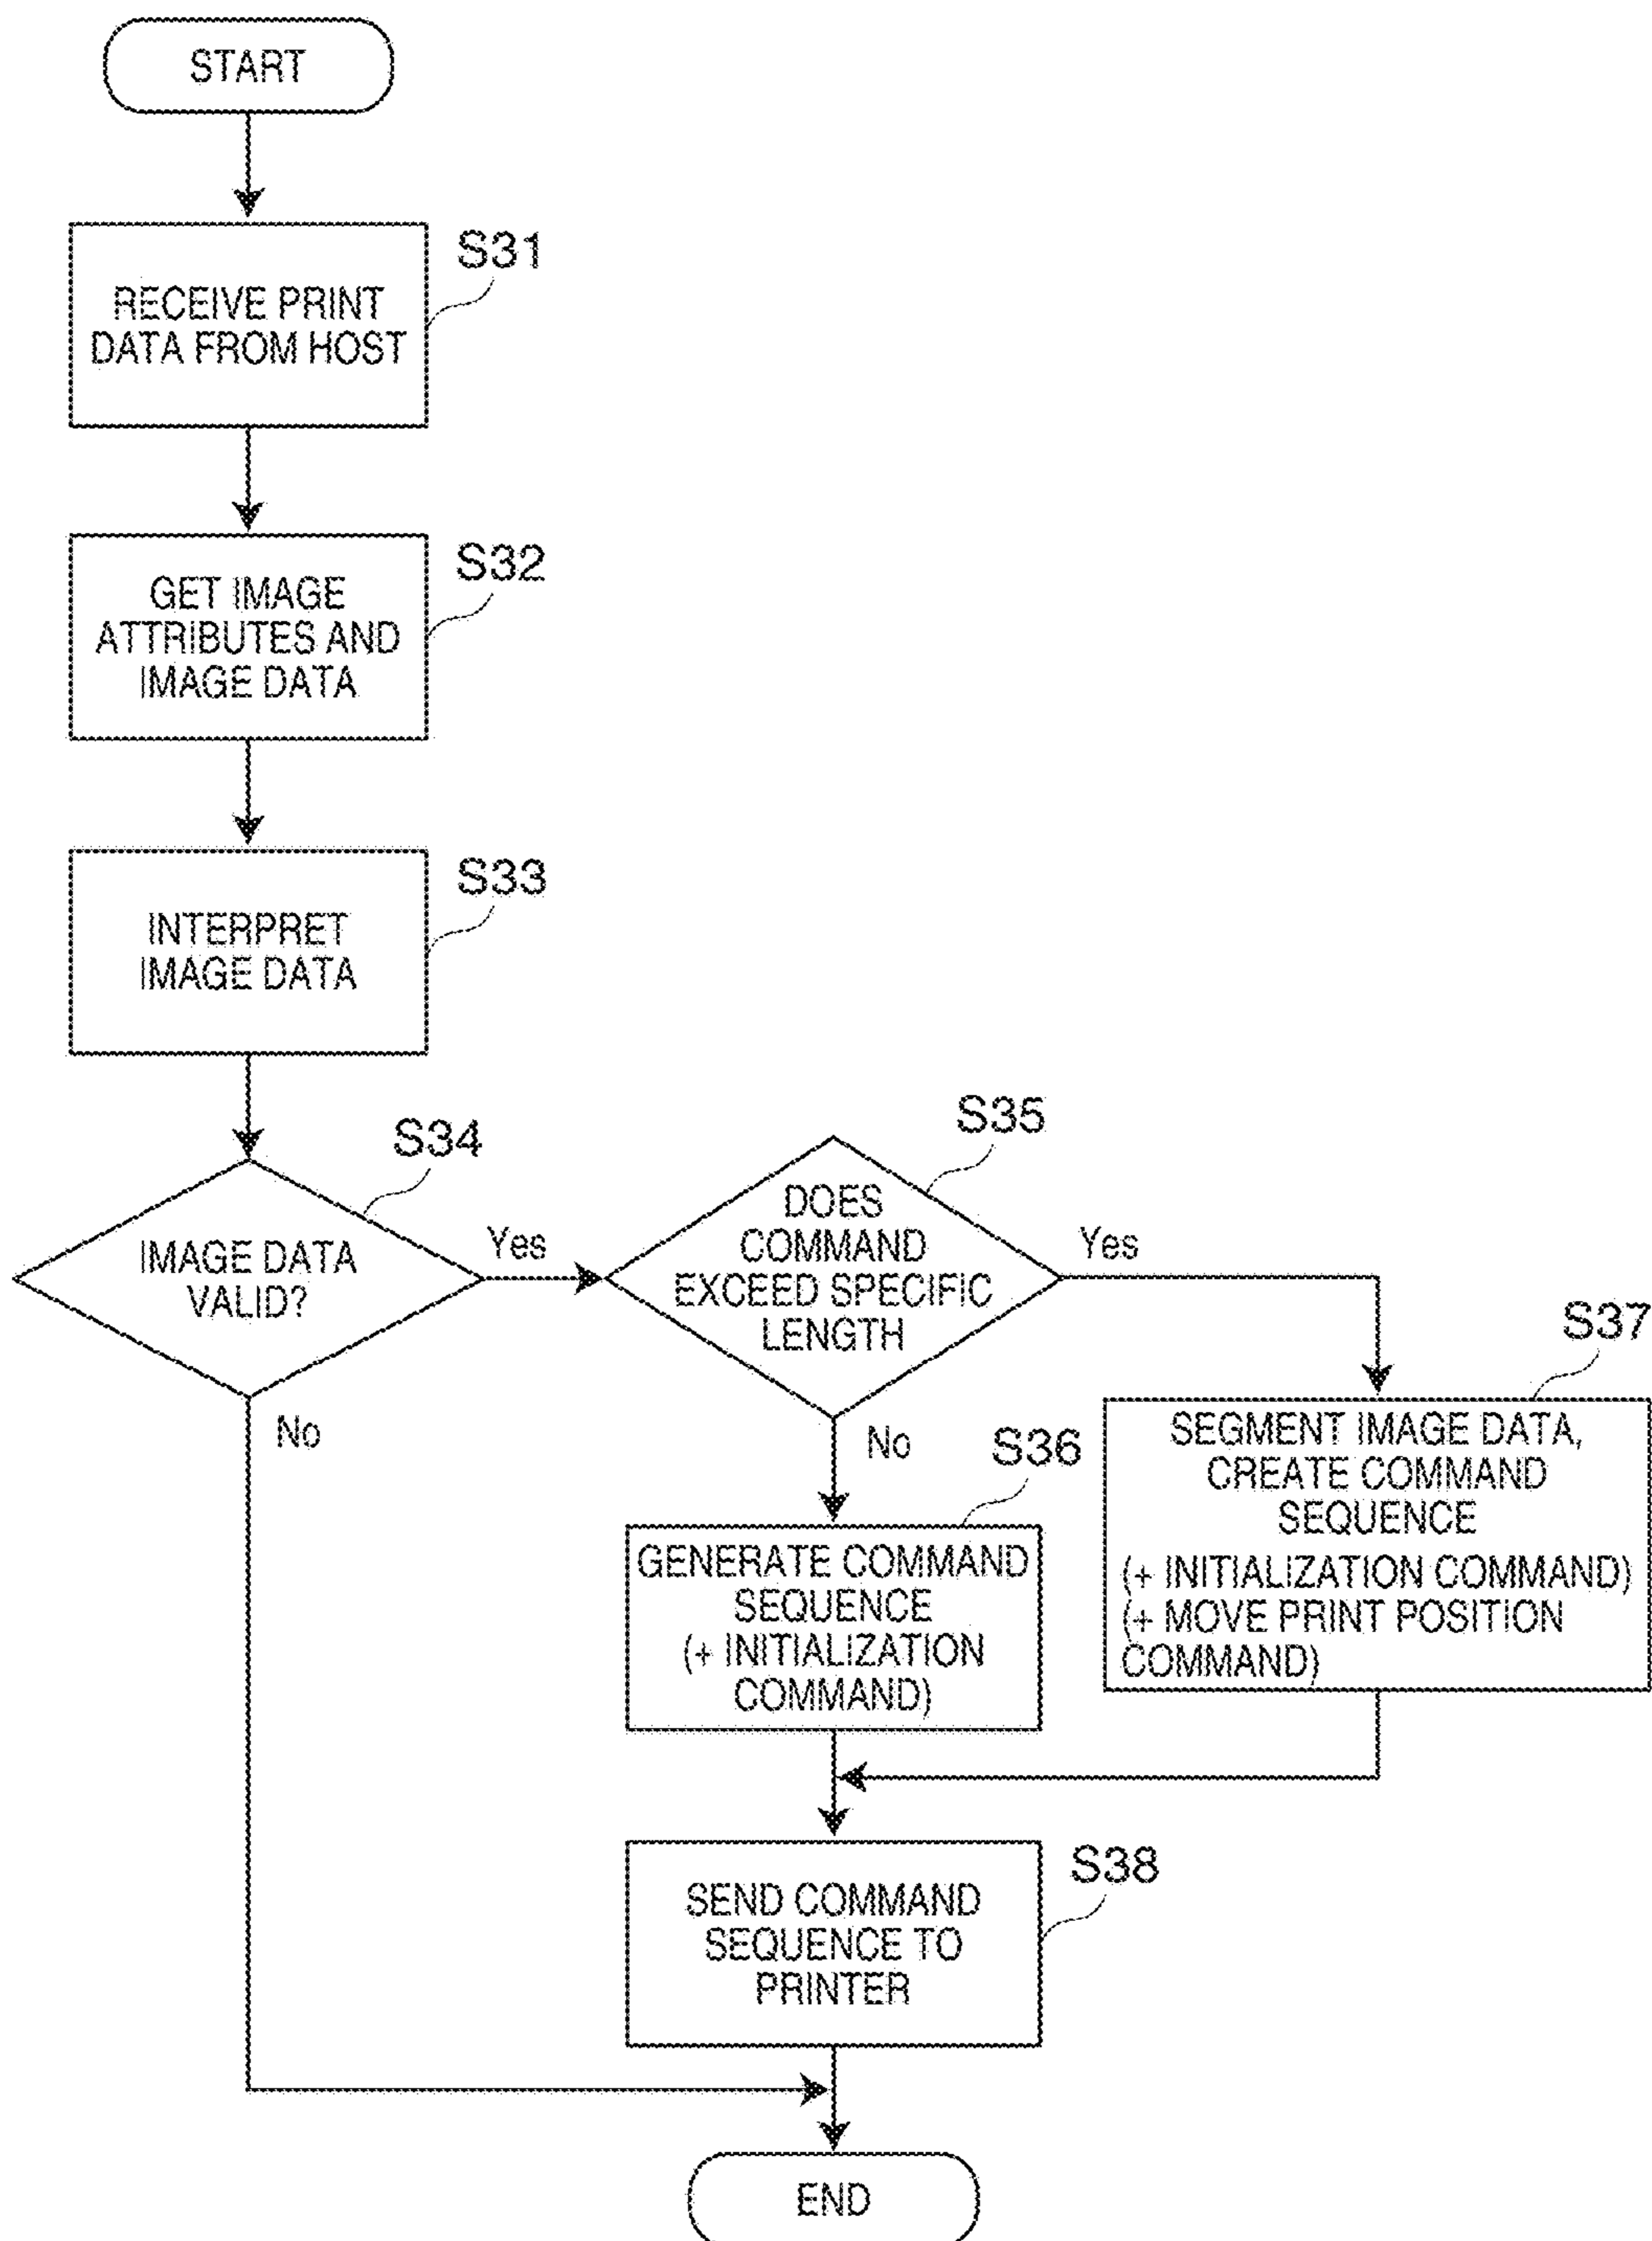 START
S31
RECEIVE PRINT
DATA FROM HOST
S32
GET IMAGE
ATTRIBUTES AND
IMAGE DATA
S33
INTERPRET
IMAGE DATA
S34
IMAGE DATA
VALID?
Yes
No
S35
DOES
COMMAND
EXCEED SPECIFIC
LENGTH
Yes
No
S36
GENERATE COMMAND
SEQUENCE
(+ INITIALIZATION
COMMAND)
S37
SEGMENT IMAGE DATA,
CREATE COMMAND
SEQUENCE
(+ INITIALIZATION COMMAND)
(+ MOVE PRINT POSITION
COMMAND)
S38
SEND COMMAND
SEQUENCE TO
PRINTER
END